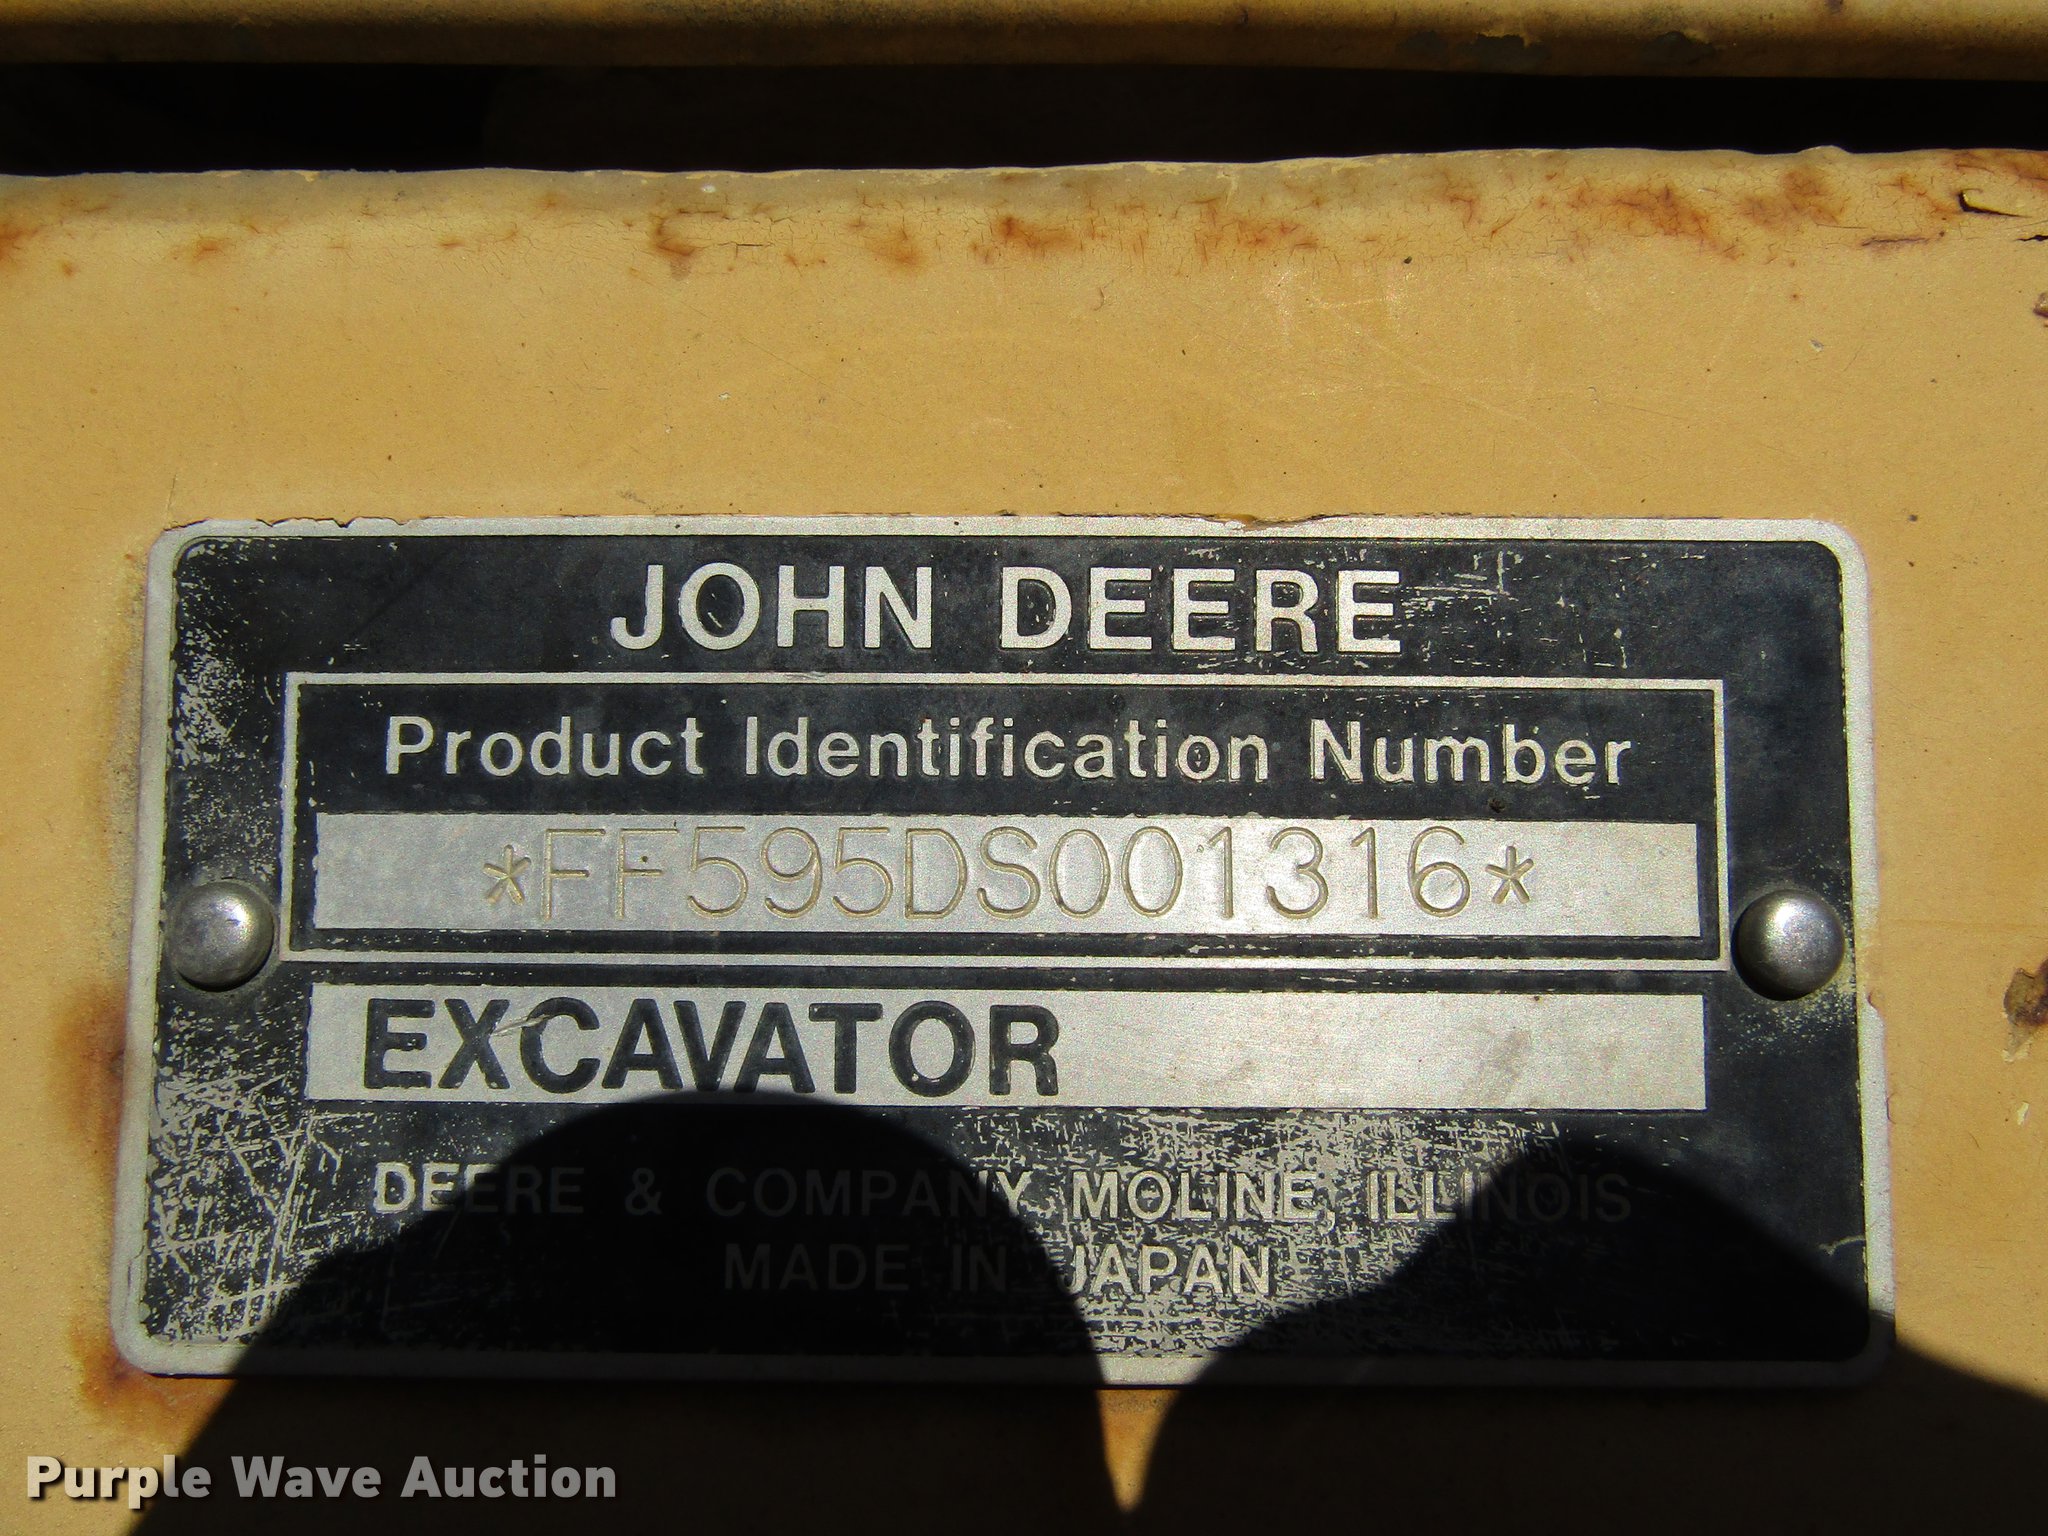 JOHN DEERE
Product Identification Number
*FF595DS001316*
EXCAVATOR
DEERE & COMPANY, MOLINE, ILLINOIS
MADE IN JAPAN
Purple Wave Auction